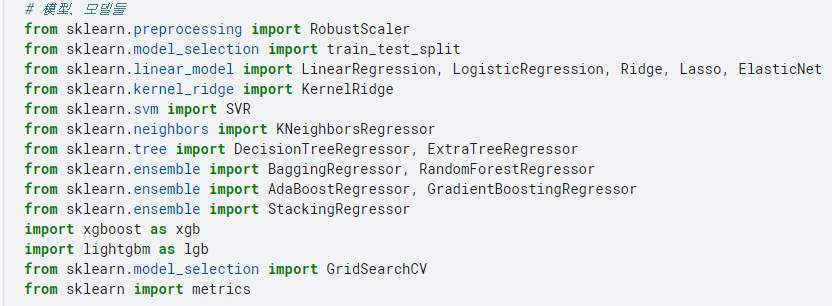 # 模型、모델들
from sklearn.preprocessing import RobustScaler
from sklearn.model_selection import train_test_split
from sklearn.linear_model import LinearRegression, LogisticRegression, Ridge, Lasso, ElasticNet
from sklearn.kernel_ridge import KernelRidge
from sklearn.svm import SVR
from sklearn.neighbors import KNeighborsRegressor
from sklearn.tree import DecisionTreeRegressor, ExtraTreeRegressor
from sklearn.ensemble import BaggingRegressor, RandomForestRegressor
from sklearn.ensemble import AdaBoostRegressor, GradientBoostingRegressor
from sklearn.ensemble import StackingRegressor
import xgboost as xgb
import lightgbm as lgb
from sklearn.model_selection import GridSearchCV
from sklearn import metrics